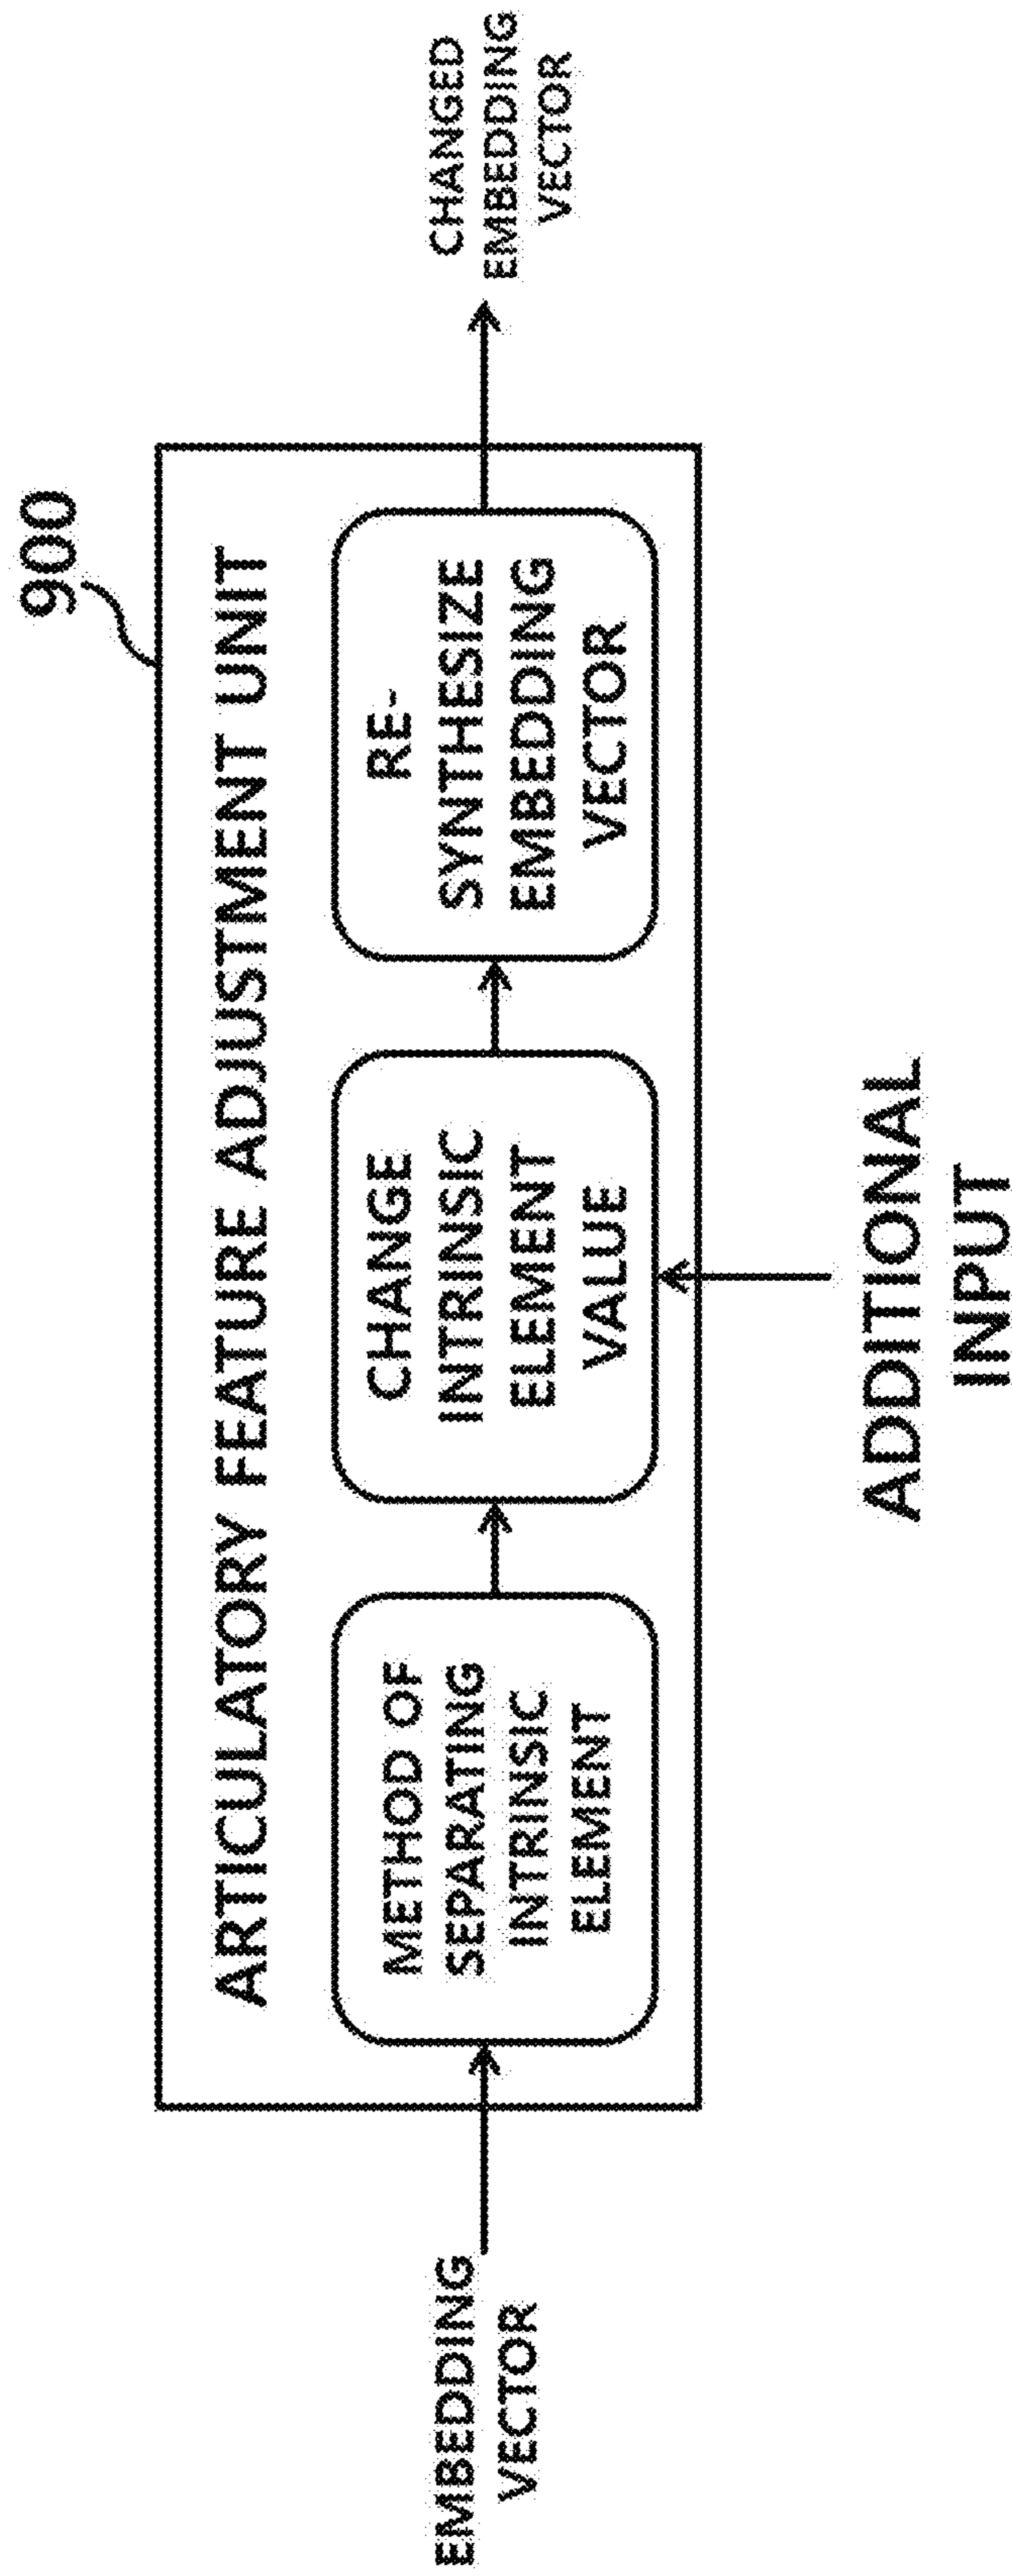 900
ARTICULATORY FEATURE ADJUSTMENT UNIT
EMBEDDING
VECTOR
METHOD OF
SEPARATING
INTRINSIC
ELEMENT
CHANGE
INTRINSIC
ELEMENT
VALUE
RE-
SYNTHESIZE
EMBEDDING
VECTOR
CHANGED
EMBEDDING
VECTOR
ADDITIONAL
INPUT